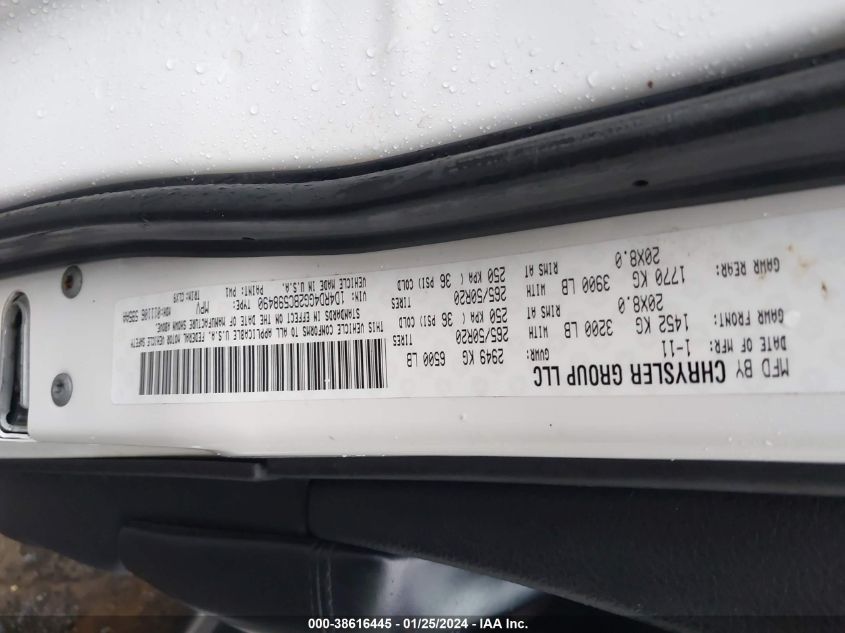 MFD BY CHRYSLER GROUP LLC
DATE OF MFR: 1-11
GVWR: 2949 KG 6500 LB
GAWR FRONT: 1452 KG 3200 LB
WITH 265/50R20 TIRES
20X8.0 RIMS AT 250 KPA ( 36 PSI) COLD
GAWR REAR: 1770 KG 3900 LB
WITH 265/50R20 TIRES
20X8.0 RIMS AT 250 KPA ( 36 PSI) COLD
THIS VEHICLE CONFORMS TO ALL APPLICABLE U.S.A. FEDERAL MOTOR VEHICLE SAFETY
STANDARDS IN EFFECT ON THE DATE OF MANUFACTURE SHOWN ABOVE.
VIN: 1D4RD4GG2BC598490 TYPE: MPV
VEHICLE MADE IN U.S.A. PAINT: PW1 TRIM: CLX9
000-38616445 / 01/25/2024 - IAA Inc.